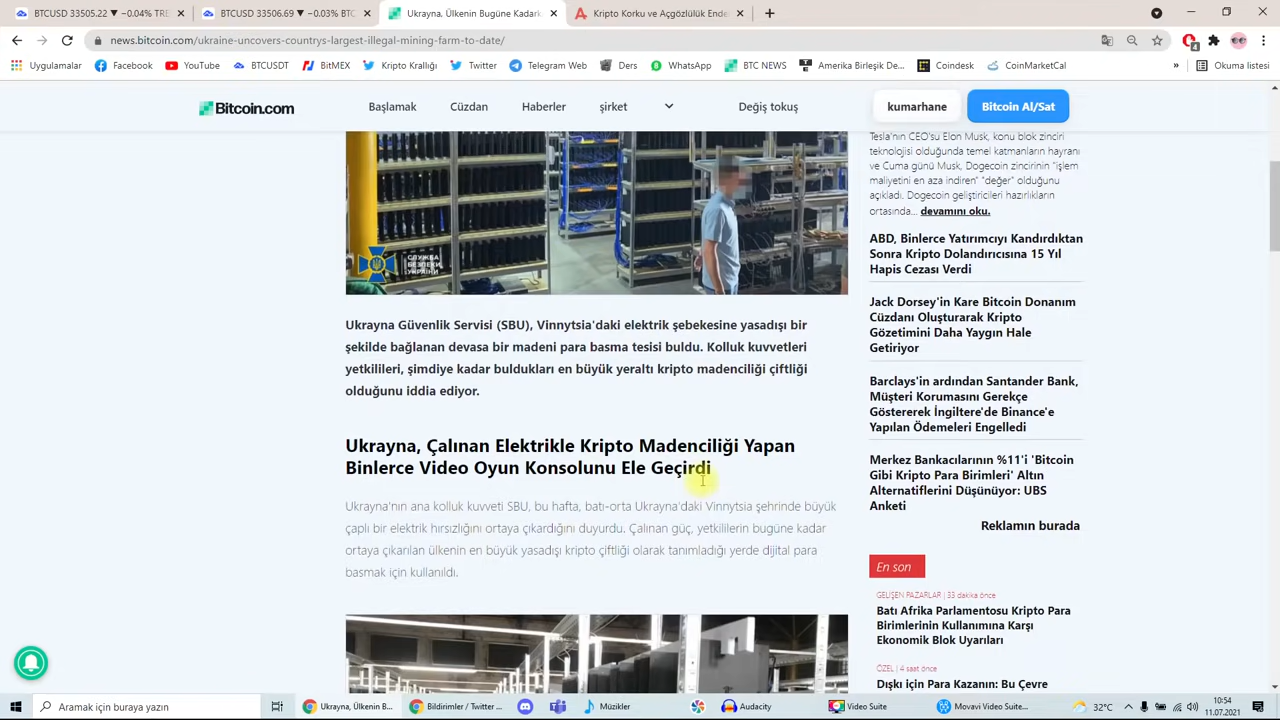 BTCUSD 33505.22 ▼ −0.04% TRE
BTCUSD 33506.69 ▼ −0.03% BTC
Ukrayna, Ülkenin Bugüne Kadark
Kripto Korku ve Açgözlülük Ende
news.bitcoin.com/ukraine-uncovers-countrys-largest-illegal-mining-farm-to-date/
4
Uygulamalar
Facebook
YouTube
BTCUSDT
BitMEX
Kripto Krallığı
Twitter
Telegram Web
Ders
WhatsApp
BTC NEWS
Amerika Birleşik De...
Coindesk
CoinMarketCal
»
Okuma listesi
Bitcoin.com
Başlamak
Cüzdan
Haberler
şirket
Değiş tokuş
kumarhane
Bitcoin Al/Sat
СЛУЖБА
БЕЗПЕКИ
УКРАЇНИ
Ukrayna Güvenlik Servisi (SBU), Vinnytsia'daki elektrik şebekesine yasadışı bir
şekilde bağlanan devasa bir madeni para basma tesisi buldu. Kolluk kuvvetleri
yetkilileri, şimdiye kadar buldukları en büyük yeraltı kripto madenciliği çiftliği
olduğunu iddia ediyor.
Ukrayna, Çalınan Elektrikle Kripto Madenciliği Yapan
Binlerce Video Oyun Konsolunu Ele Geçirdi
Ukrayna'nın ana kolluk kuvveti SBU, bu hafta, batı-orta Ukrayna'daki Vinnytsia şehrinde büyük
çaplı bir elektrik hırsızlığını ortaya çıkardığını duyurdu. Çalınan güç, yetkililerin bugüne kadar
ortaya çıkarılan ülkenin en büyük yasadışı kripto çiftliği olarak tanımladığı yerde dijital para
basmak için kullanıldı.
Tesla'nın CEO'su Elon Musk, konu blok zinciri
teknolojisi olduğunda temel katmanların hayranı
ve Cuma günü Musk, Dogecoin zincirinin "işlem
maliyetini en aza indiren" "değer" olduğunu
açıkladı. Dogecoin geliştiricileri hazırlıkların
ortasında... devamını oku.
ABD, Binlerce Yatırımcıyı Kandırdıktan
Sonra Kripto Dolandırıcısına 15 Yıl
Hapis Cezası Verdi
Jack Dorsey'in Kare Bitcoin Donanım
Cüzdanı Oluşturarak Kripto
Gözetimini Daha Yaygın Hale
Getiriyor
Barclays'in ardından Santander Bank,
Müşteri Korumasını Gerekçe
Göstererek İngiltere'de Binance'e
Yapılan Ödemeleri Engelledi
Merkez Bankacılarının %11'i 'Bitcoin
Gibi Kripto Para Birimleri' Altın
Alternatiflerini Düşünüyor: UBS
Anketi
Reklamın burada
En son
GELİŞEN PAZARLAR | 33 dakika önce
Batı Afrika Parlamentosu Kripto Para
Birimlerinin Kullanımına Karşı
Ekonomik Blok Uyarıları
ÖZEL | 4 saat önce
Dışkı için Para Kazanın: Bu Çevre
Aramak için buraya yazın
Ukrayna, Ülkenin B...
Bildirimler / Twitter ...
Müzikler
Audacity
Video Suite
Movavi Video Suite...
32°C
10:54
11.07.2021